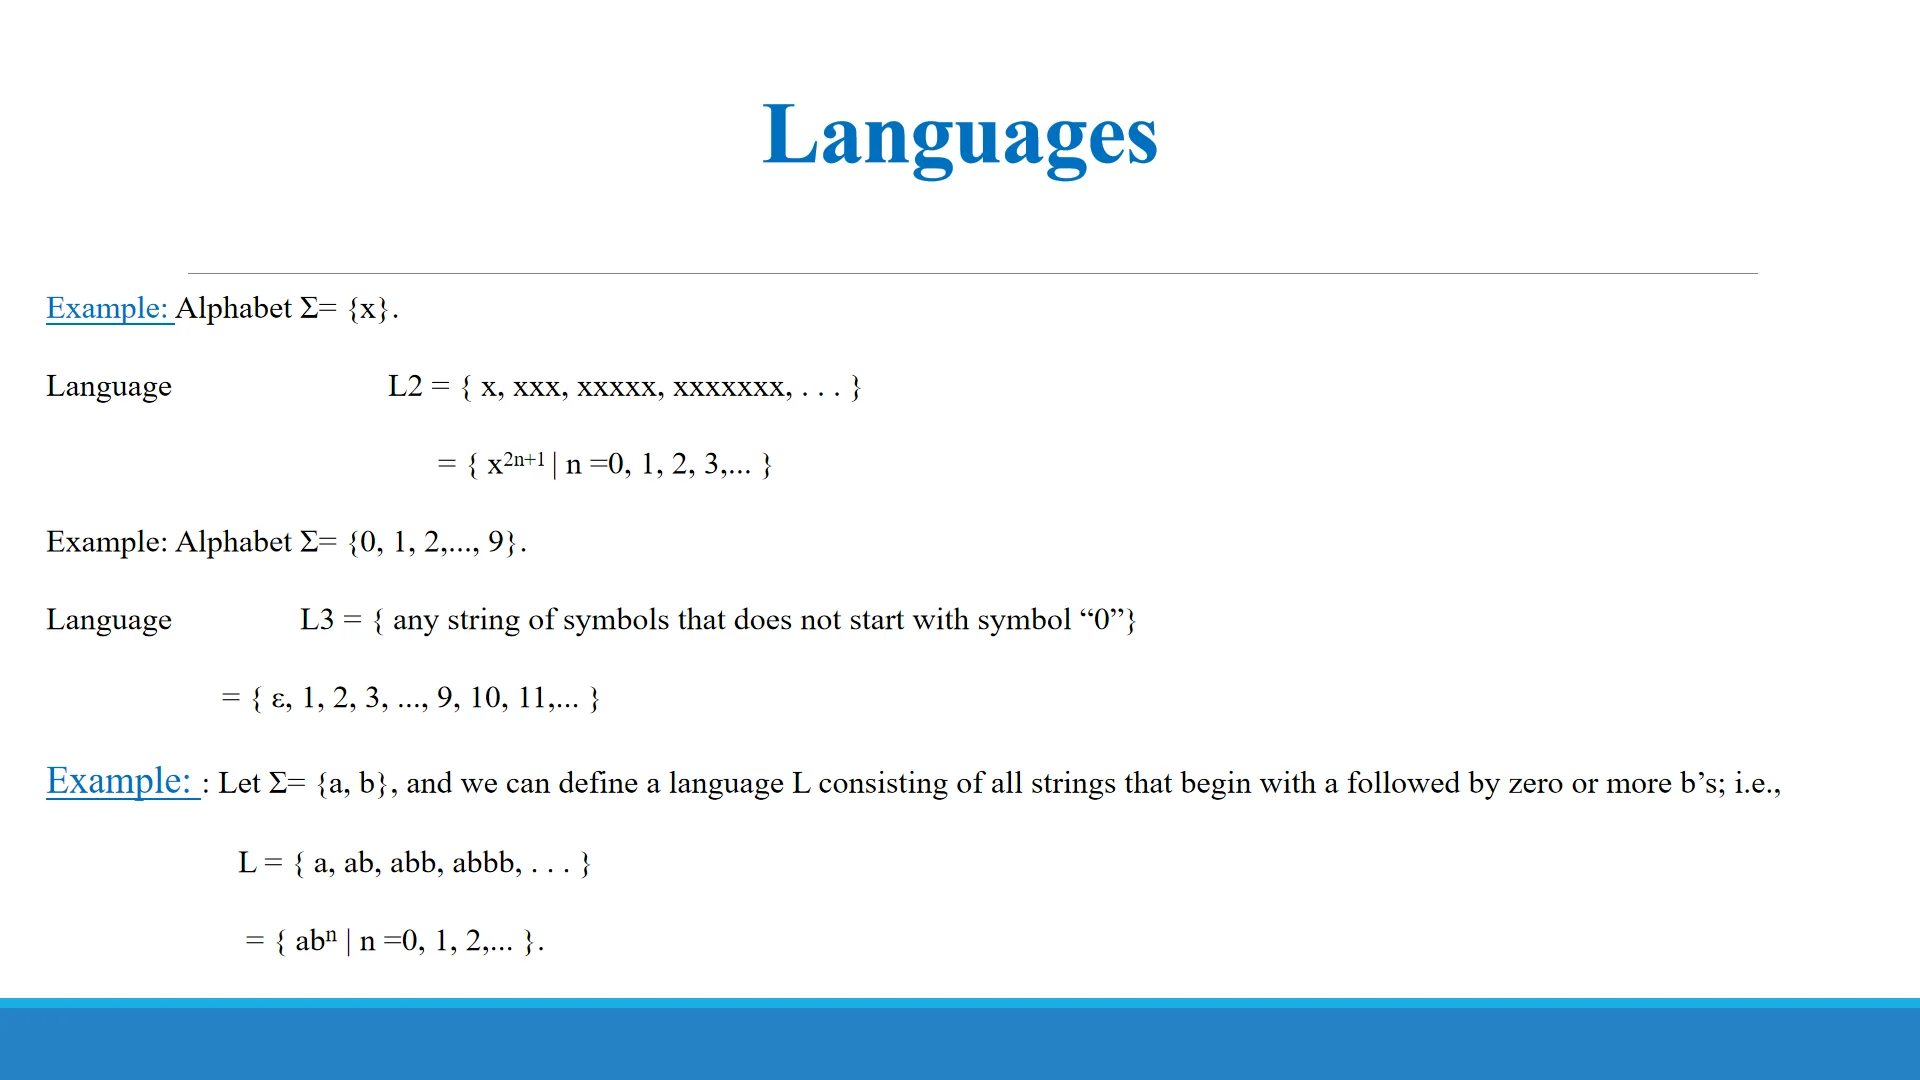 Languages
Example: Alphabet Σ= {x}.
Language L2 = { x, xxx, xxxxx, xxxxxxx, . . . }
= { x²ⁿ⁺¹ | n =0, 1, 2, 3,... }
Example: Alphabet Σ= {0, 1, 2,..., 9}.
Language L3 = { any string of symbols that does not start with symbol “0”}
= { ε, 1, 2, 3, ..., 9, 10, 11,... }
Example: : Let Σ= {a, b}, and we can define a language L consisting of all strings that begin with a followed by zero or more b’s; i.e.,
L = { a, ab, abb, abbb, . . . }
= { abⁿ | n =0, 1, 2,... }.